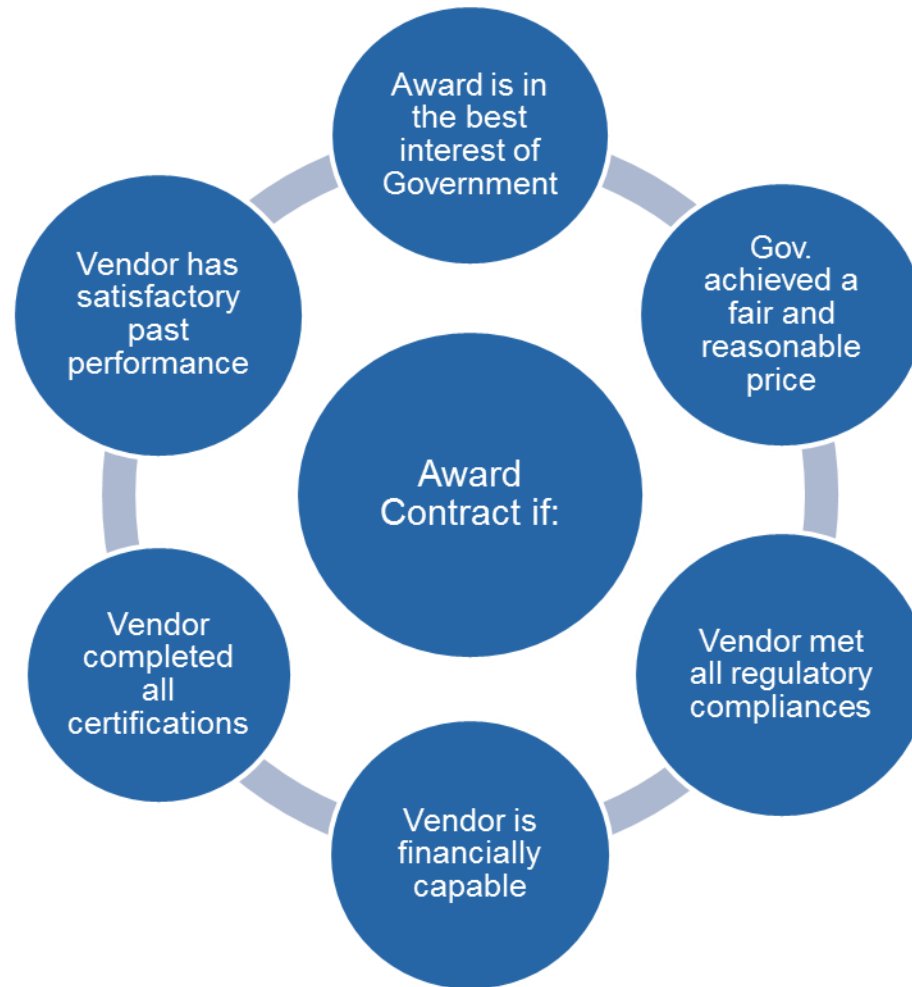 Award is in
the best
interest of
Government
Gov.
achieved a
fair and
reasonable
price
Vendor met
all regulatory
compliances
Vendor is
financially
capable
Vendor
completed
all
certifications
Vendor has
satisfactory
past
performance
Award
Contract if: